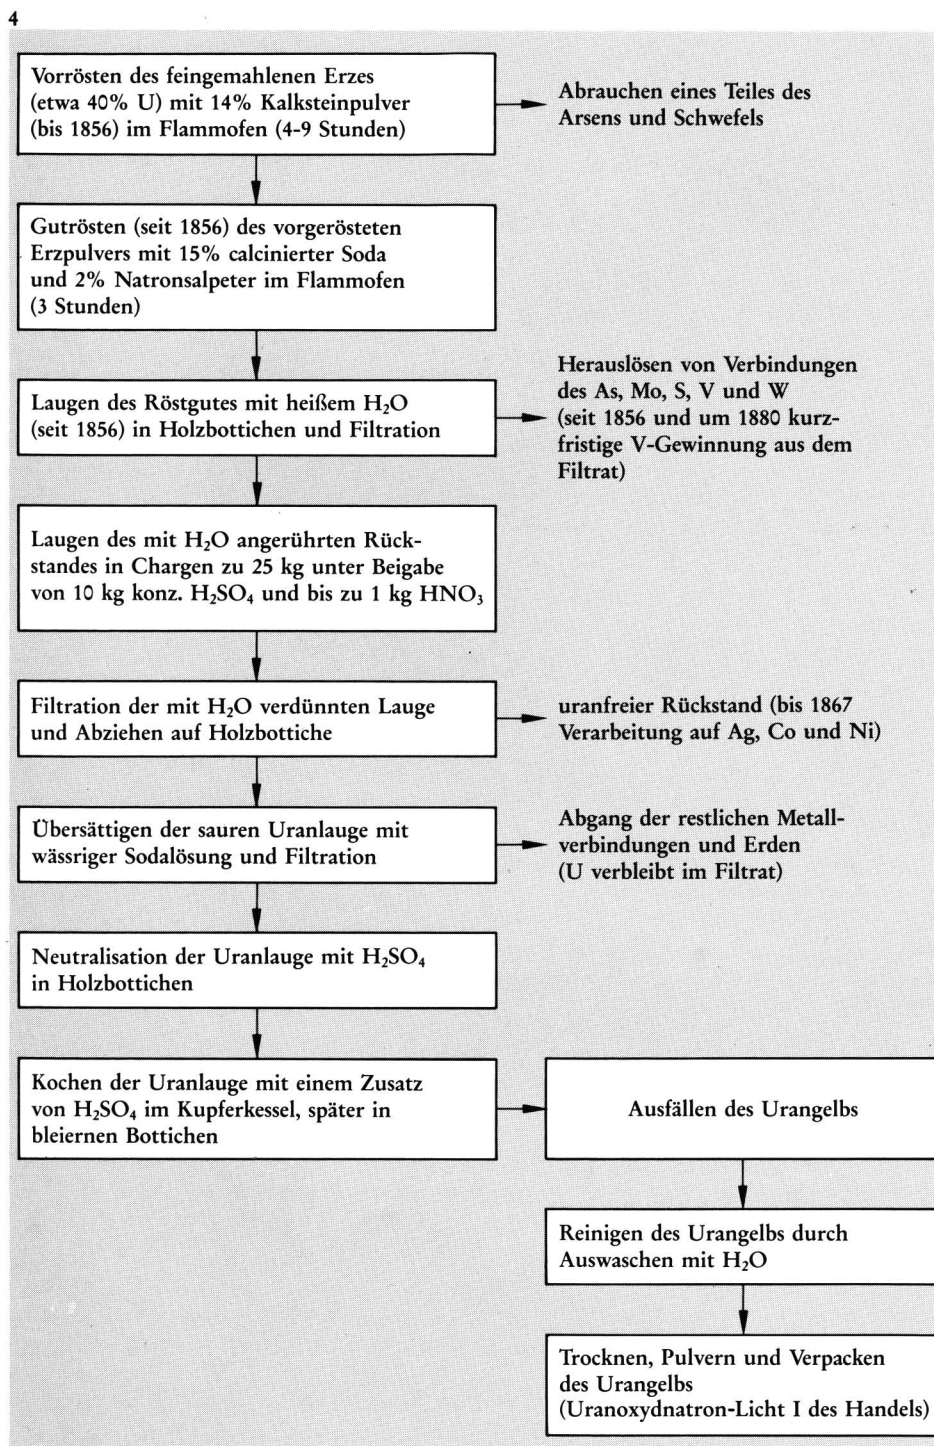 4
Vorrösten des feingemahlenen Erzes
(etwa 40% U) mit 14% Kalksteinpulver
(bis 1856) im Flammofen (4-9 Stunden)
Abrauchen eines Teiles des
Arsens und Schwefels
Gutrösten (seit 1856) des vorgerösteten
Erzpulvers mit 15% calcinierter Soda
und 2% Natronsalpeter im Flammofen
(3 Stunden)
Laugen des Röstgutes mit heißem H₂O
(seit 1856) in Holzbottichen und Filtration
Herauslösen von Verbindungen
des As, Mo, S, V und W
(seit 1856 und um 1880 kurz-
fristige V-Gewinnung aus dem
Filtrat)
Laugen des mit H₂O angerührten Rück-
standes in Chargen zu 25 kg unter Beigabe
von 10 kg konz. H₂SO₄ und bis zu 1 kg HNO₃
Filtration der mit H₂O verdünnten Lauge
und Abziehen auf Holzbottiche
uranfreier Rückstand (bis 1867
Verarbeitung auf Ag, Co und Ni)
Übersättigen der sauren Uranlauge mit
wässriger Sodalösung und Filtration
Abgang der restlichen Metall-
verbindungen und Erden
(U verbleibt im Filtrat)
Neutralisation der Uranlauge mit H₂SO₄
in Holzbottichen
Kochen der Uranlauge mit einem Zusatz
von H₂SO₄ im Kupferkessel, später in
bleiernen Bottichen
Ausfällen des Urangelbs
Reinigen des Urangelbs durch
Auswaschen mit H₂O
Trocknen, Pulvern und Verpacken
des Urangelbs
(Uranoxydnatron-Licht I des Handels)